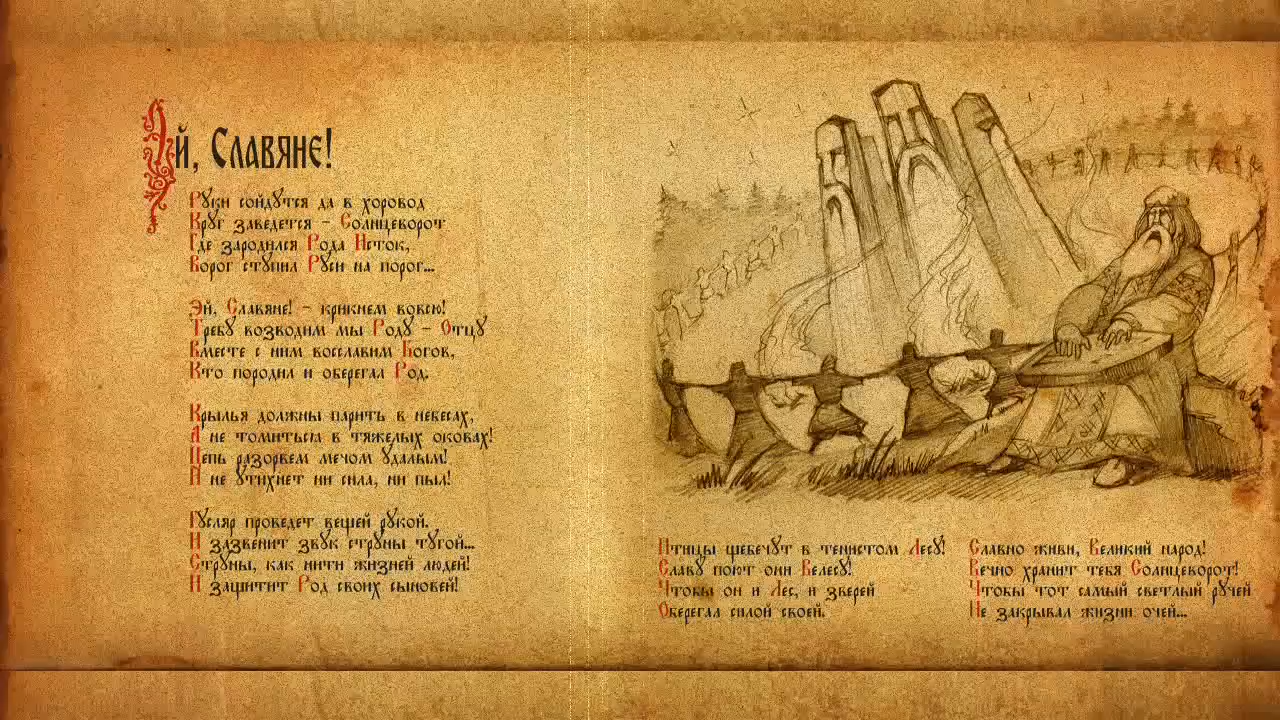 Эй, Славяне!
Руки сойдутся да в хоровод
Круг заведется – Солнцеворот
Где зародился Рода Исток,
Ворог ступил Руси на порог...
Эй, Славяне! – крикнем вовсю!
Требу возводим мы Роду – Отцу
Вместе с ним восславим Богов,
Кто породил и оберегал Род.
Крылья должны парить в небесах,
А не томиться в тяжелых оковах!
Цепь разорвем мечом удалым!
И не утихнет ни сила, ни пыл!
Гусляр проведет вещей рукой.
И зазвенит звук струны тугой...
Струны, как нити жизней людей!
И защитит Род своих сыновей!
Птицы щебечут в тенистом Лесу!
Славу поют они Велесу!
Чтобы он и Лес, и зверей
Оберегал силой своей.
Славно живи, Великий народ!
Вечно хранит тебя Солнцеворот!
Чтобы тот самый светлый ручей
Не закрывал жизни очей...